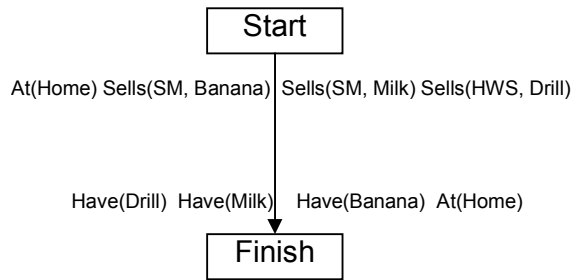 Start
At(Home) Sells(SM, Banana) Sells(SM, Milk) Sells(HWS, Drill)
Have(Drill) Have(Milk) Have(Banana) At(Home)
Finish